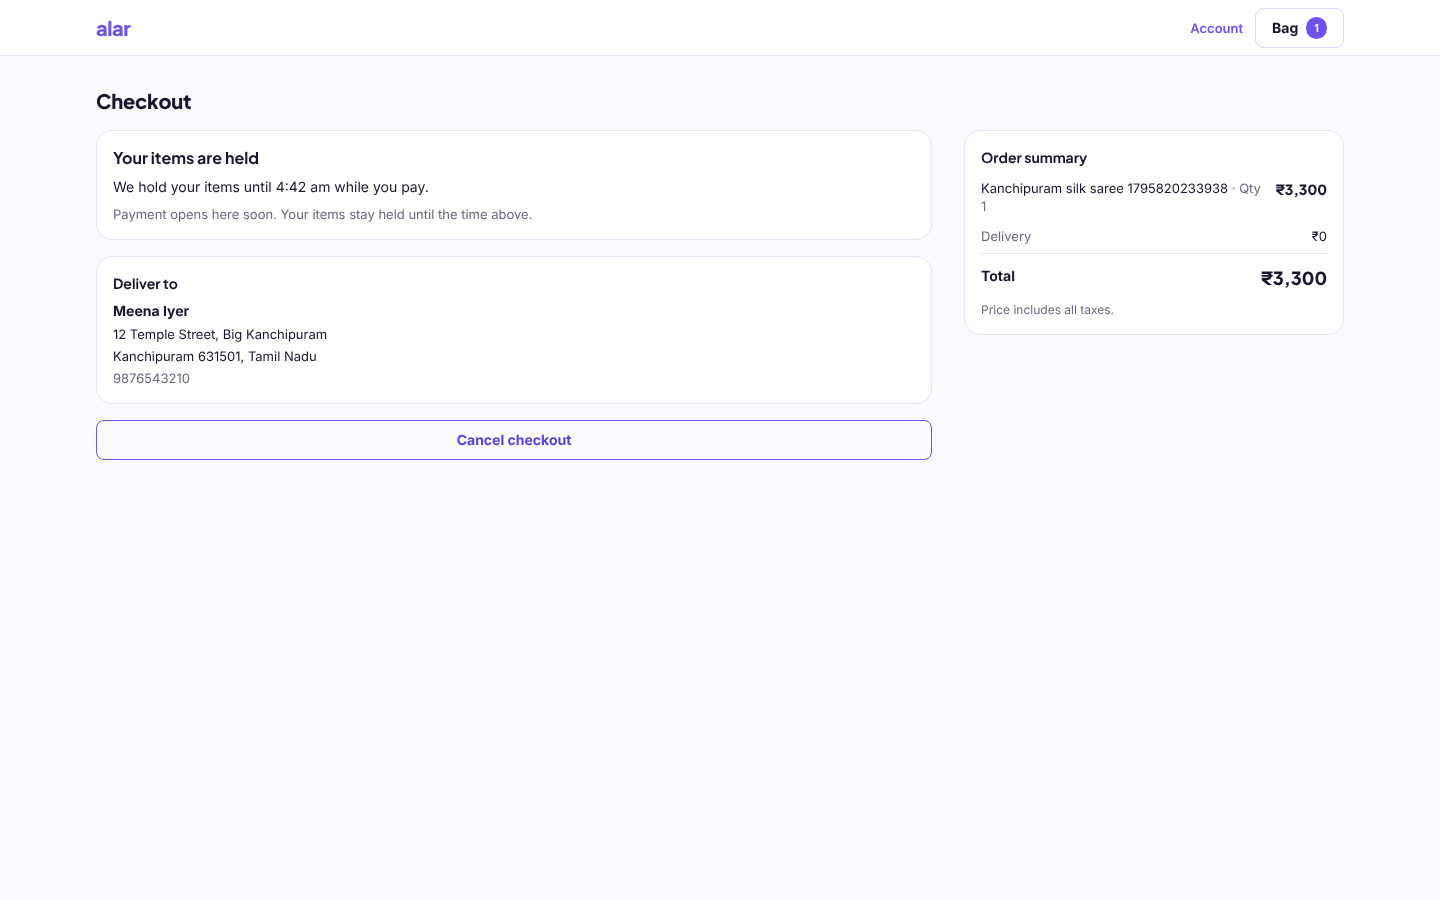 alar
Account
Bag 1
Checkout
Your items are held
We hold your items until 4:42 am while you pay.
Payment opens here soon. Your items stay held until the time above.
Deliver to
Meena Iyer
12 Temple Street, Big Kanchipuram
Kanchipuram 631501, Tamil Nadu
9876543210
Cancel checkout
Order summary
Kanchipuram silk saree 1795820233938 · Qty ₹3,300
1
Delivery ₹0
Total ₹3,300
Price includes all taxes.